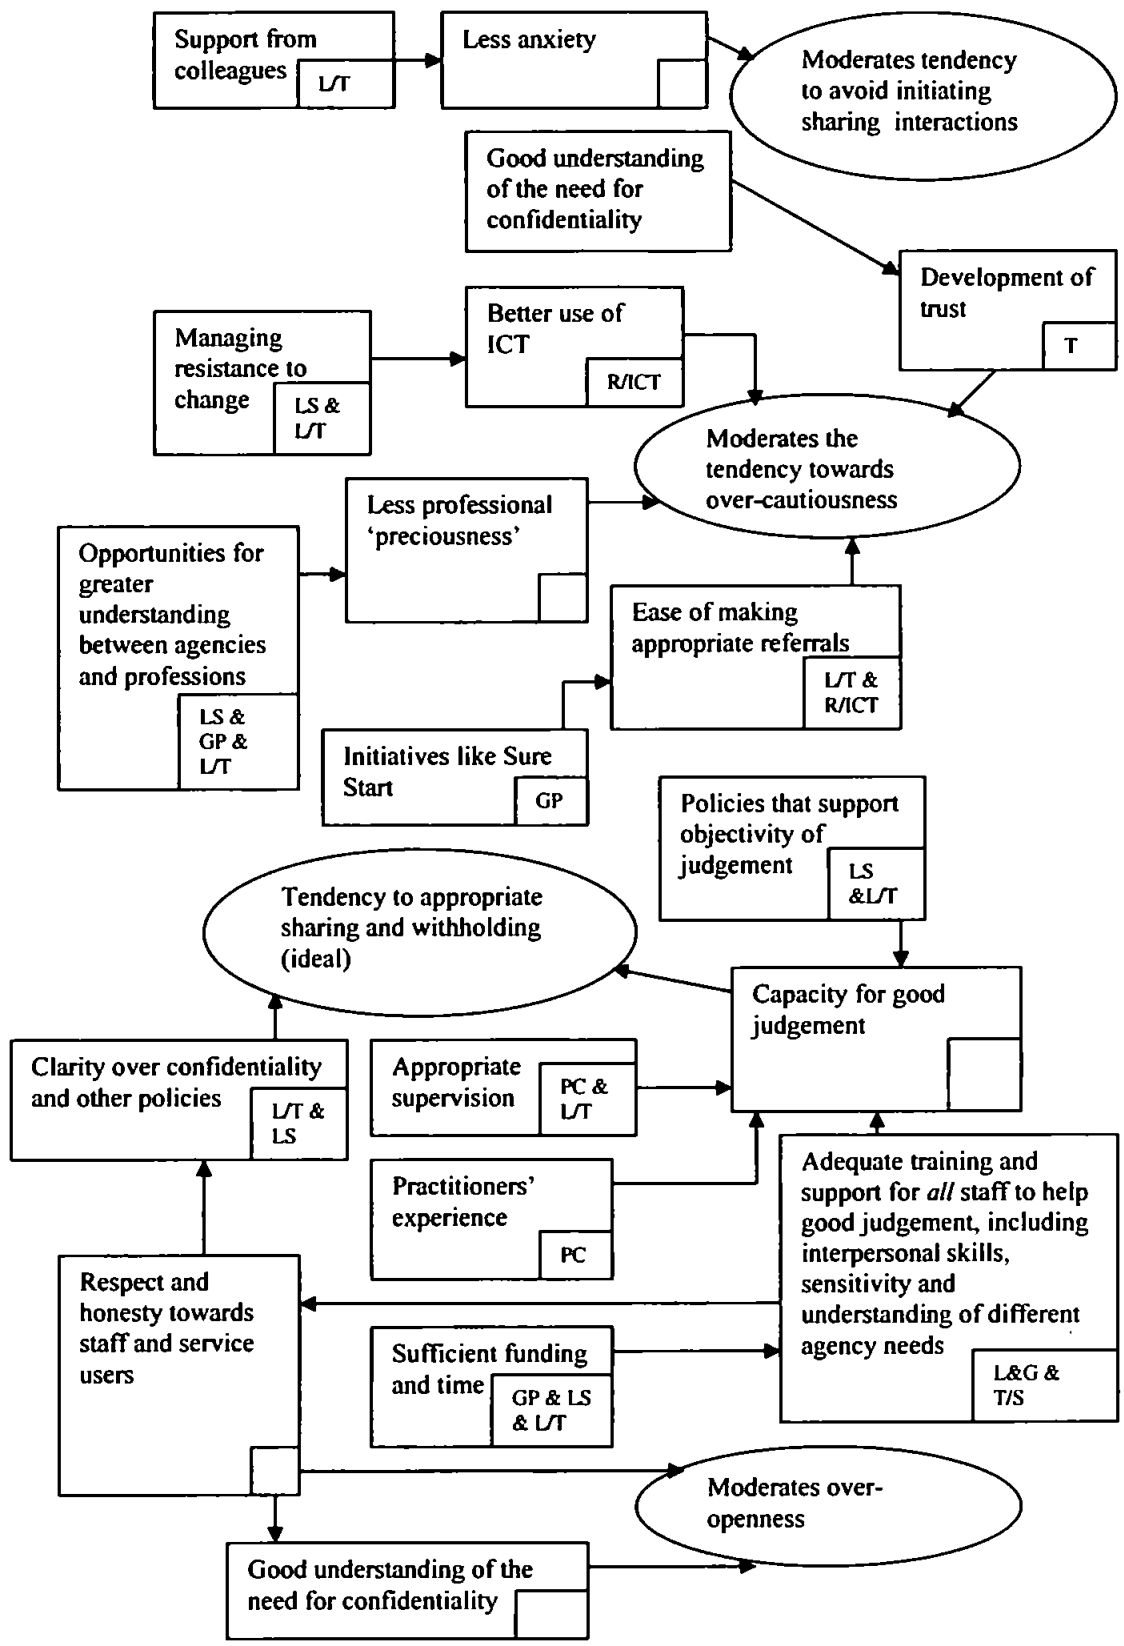 Support from
colleagues
L/T
Less anxiety
Moderates tendency
to avoid initiating
sharing interactions
Good understanding
of the need for
confidentiality
Development of
trust
T
Better use of
ICT
R/ICT
Managing
resistance to
change
LS &
L/T
Moderates the
tendency towards
over-cautiousness
Less professional
‘preciousness’
Opportunities for
greater
understanding
between agencies
and professions
LS &
GP &
L/T
Ease of making
appropriate referrals
L/T &
R/ICT
Initiatives like Sure
Start
GP
Policies that support
objectivity of
judgement
LS
&L/T
Tendency to appropriate
sharing and withholding
(ideal)
Capacity for good
judgement
Clarity over confidentiality
and other policies
L/T &
LS
Appropriate
supervision
PC &
L/T
Practitioners’
experience
PC
Adequate training and
support for all staff to help
good judgement, including
interpersonal skills,
sensitivity and
understanding of different
agency needs
L&G &
T/S
Respect and
honesty towards
staff and service
users
Sufficient funding
and time
GP & LS
& L/T
Moderates over-
openness
Good understanding of the
need for confidentiality